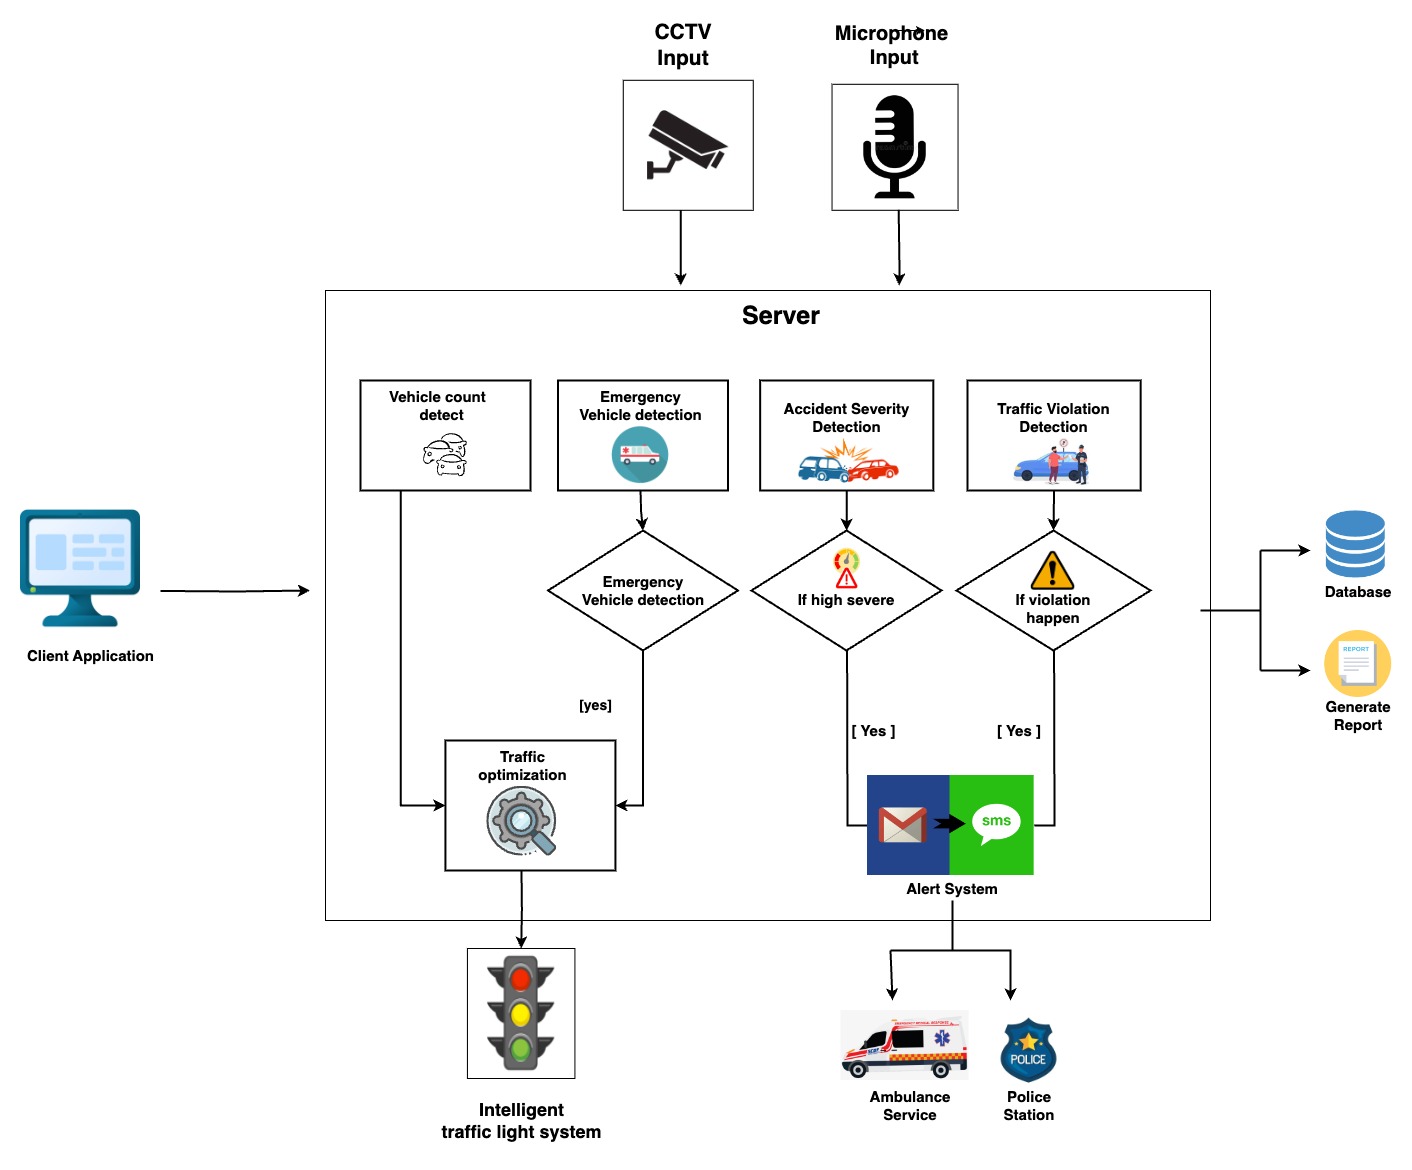 CCTV
Input
Microphone
Input
Server
Vehicle count
detect
Emergency
Vehicle detection
Accident Severity
Detection
Traffic Violation
Detection
Emergency
Vehicle detection
If high severe
If violation
happen
Client Application
Database
REPORT
Generate
Report
[yes]
[ Yes ]
[ Yes ]
Traffic
optimization
sms
Alert System
Intelligent
traffic light system
Ambulance
Service
POLICE
Police
Station